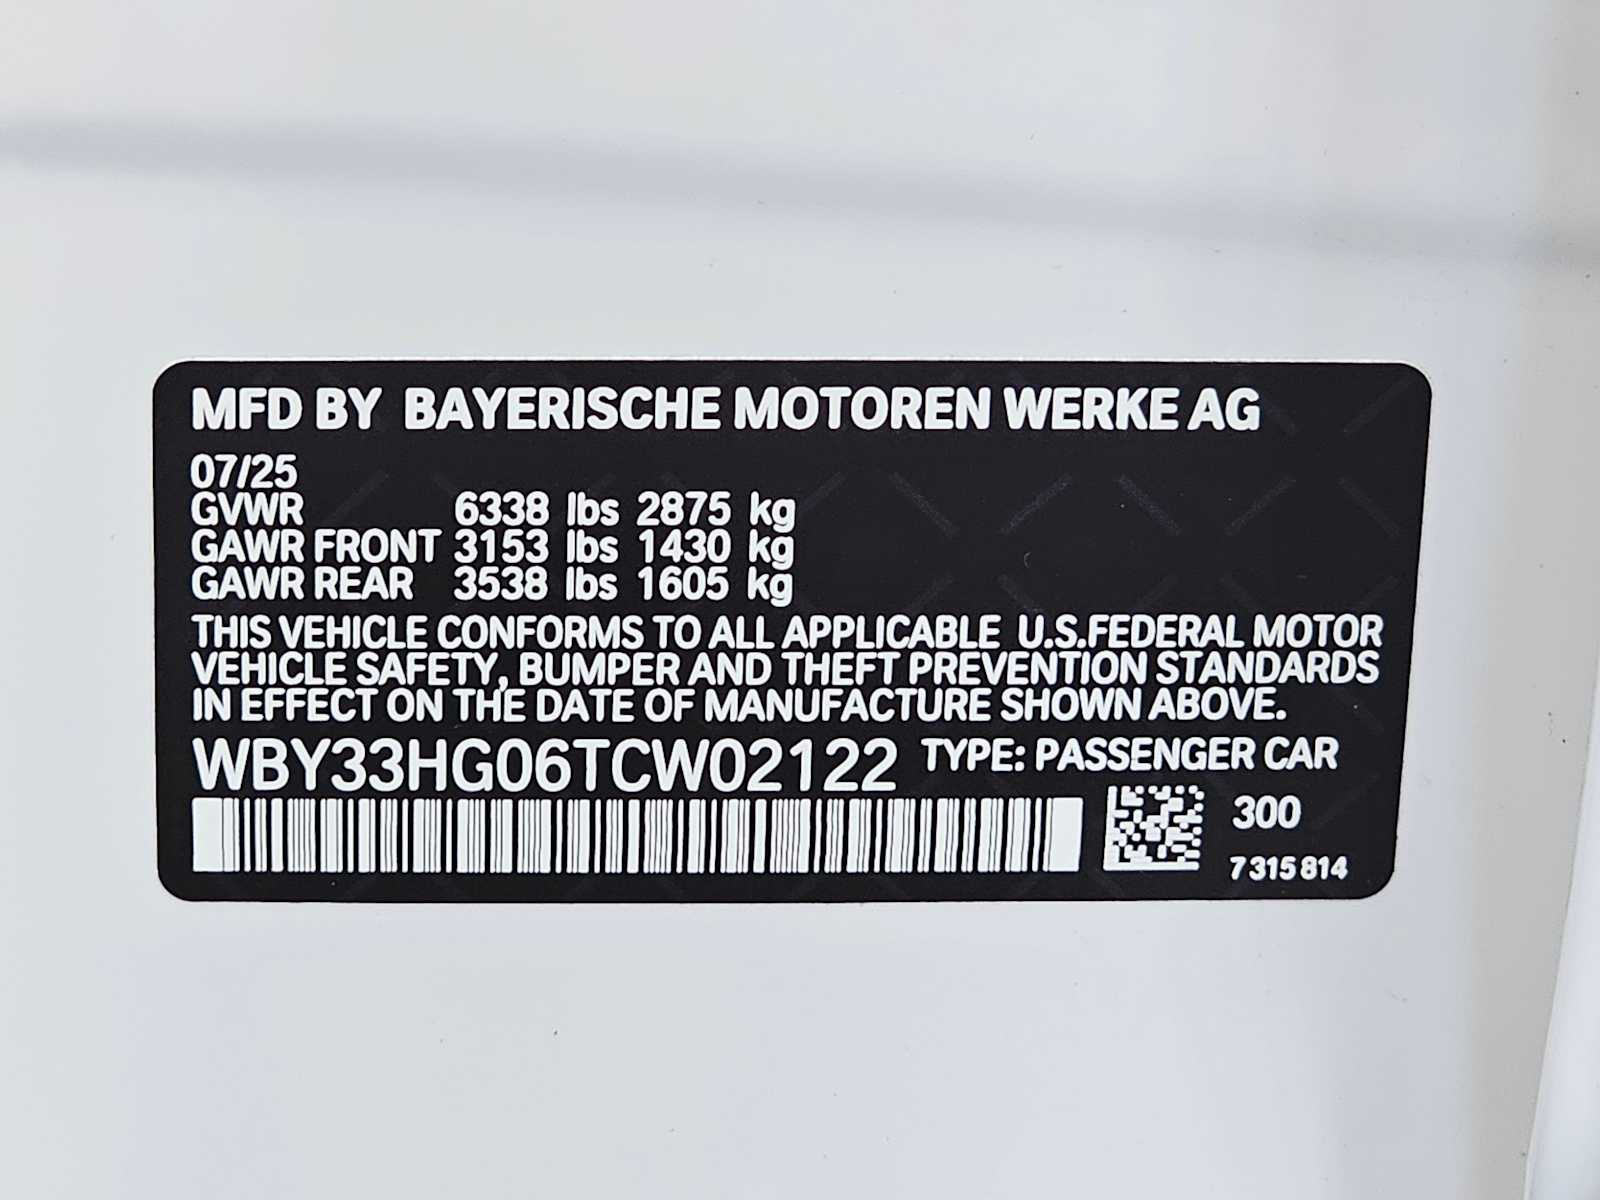 MFD BY BAYERISCHE MOTOREN WERKE AG
07/25
GVWR 6338 lbs 2875 kg
GAWR FRONT 3153 lbs 1430 kg
GAWR REAR 3538 lbs 1605 kg
THIS VEHICLE CONFORMS TO ALL APPLICABLE U.S.FEDERAL MOTOR
VEHICLE SAFETY, BUMPER AND THEFT PREVENTION STANDARDS
IN EFFECT ON THE DATE OF MANUFACTURE SHOWN ABOVE.
WBY33HG06TCW02122 TYPE: PASSENGER CAR
300
7 315 814